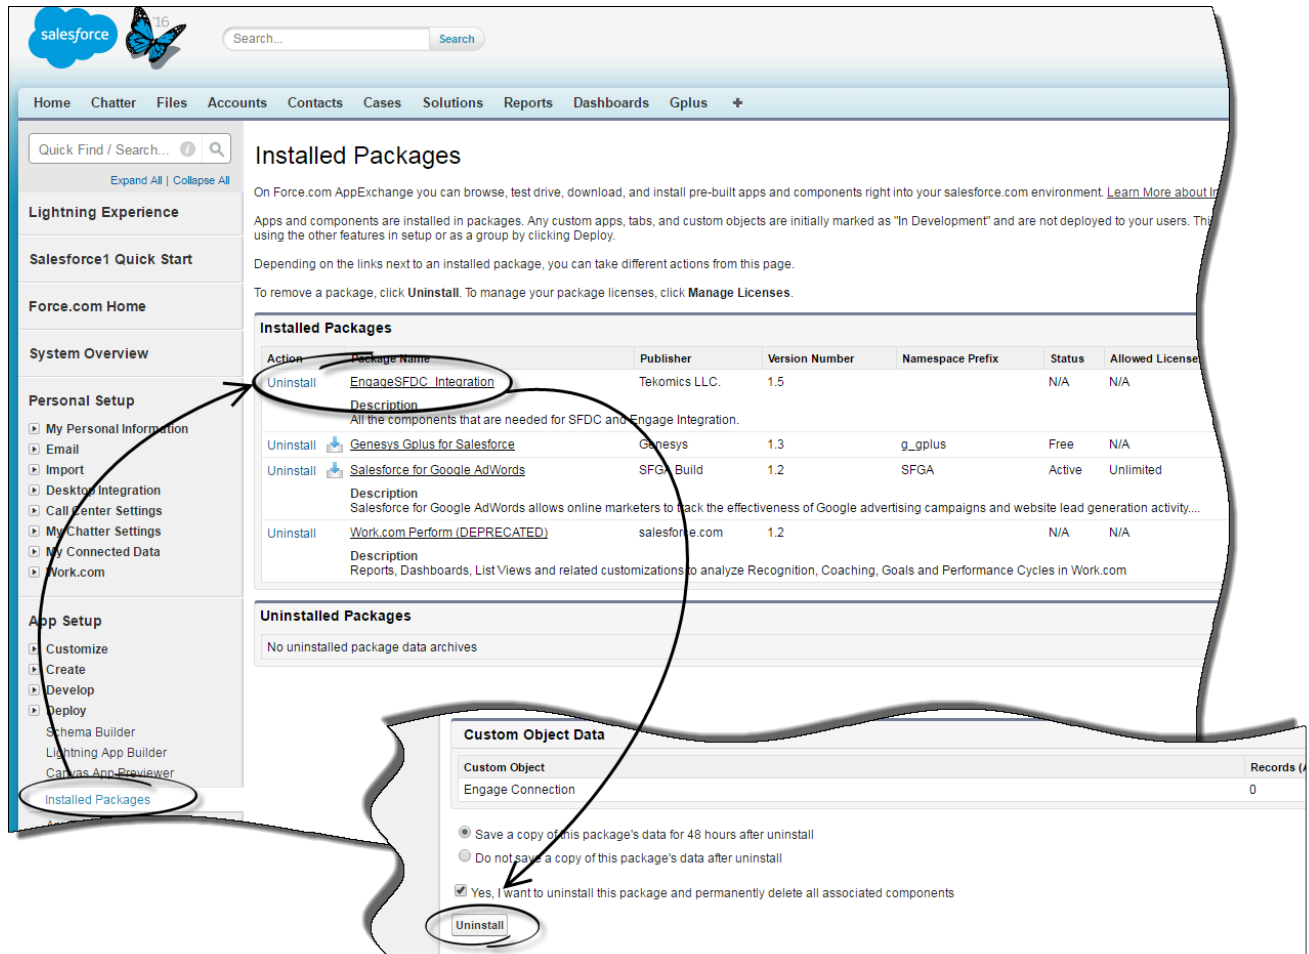 salesforce
'16
Search...
Search
Home Chatter Files Accounts Contacts Cases Solutions Reports Dashboards Gplus +
Quick Find / Search...
Expand All | Collapse All
Lightning Experience
Salesforce1 Quick Start
Force.com Home
System Overview
Personal Setup
My Personal Information
Email
Import
Desktop Integration
Call Center Settings
My Chatter Settings
My Connected Data
Work.com
App Setup
Customize
Create
Develop
Deploy
Schema Builder
Lightning App Builder
Canvas App Previewer
Installed Packages
Installed Packages
On Force.com AppExchange you can browse, test drive, download, and install pre-built apps and components right into your salesforce.com environment. Learn More about
Apps and components are installed in packages. Any custom apps, tabs, and custom objects are initially marked as "In Development" and are not deployed to your users.
using the other features in setup or as a group by clicking Deploy.
Depending on the links next to an installed package, you can take different actions from this page.
To remove a package, click Uninstall. To manage your package licenses, click Manage Licenses.
Installed Packages
Action Package Name Publisher Version Number Namespace Prefix Status Allowed License
Uninstall EngageSFDC_Integration Tekomics LLC. 1.5 N/A N/A
Description
All the components that are needed for SFDC and Engage Integration.
Uninstall Genesys Gplus for Salesforce Genesys 1.3 g_gplus Free N/A
Uninstall Salesforce for Google AdWords SFGA Build 1.2 SFGA Active Unlimited
Description
Salesforce for Google AdWords allows online marketers to track the effectiveness of Google advertising campaigns and website lead generation activity....
Uninstall Work.com Perform (DEPRECATED) salesforce.com 1.2 N/A N/A
Description
Reports, Dashboards, List Views and related customizations to analyze Recognition, Coaching, Goals and Performance Cycles in Work.com
Uninstalled Packages
No uninstalled package data archives
Custom Object Data
Custom Object Records (
Engage Connection 0
Save a copy of this package's data for 48 hours after uninstall
Do not save a copy of this package's data after uninstall
Yes, I want to uninstall this package and permanently delete all associated components
Uninstall